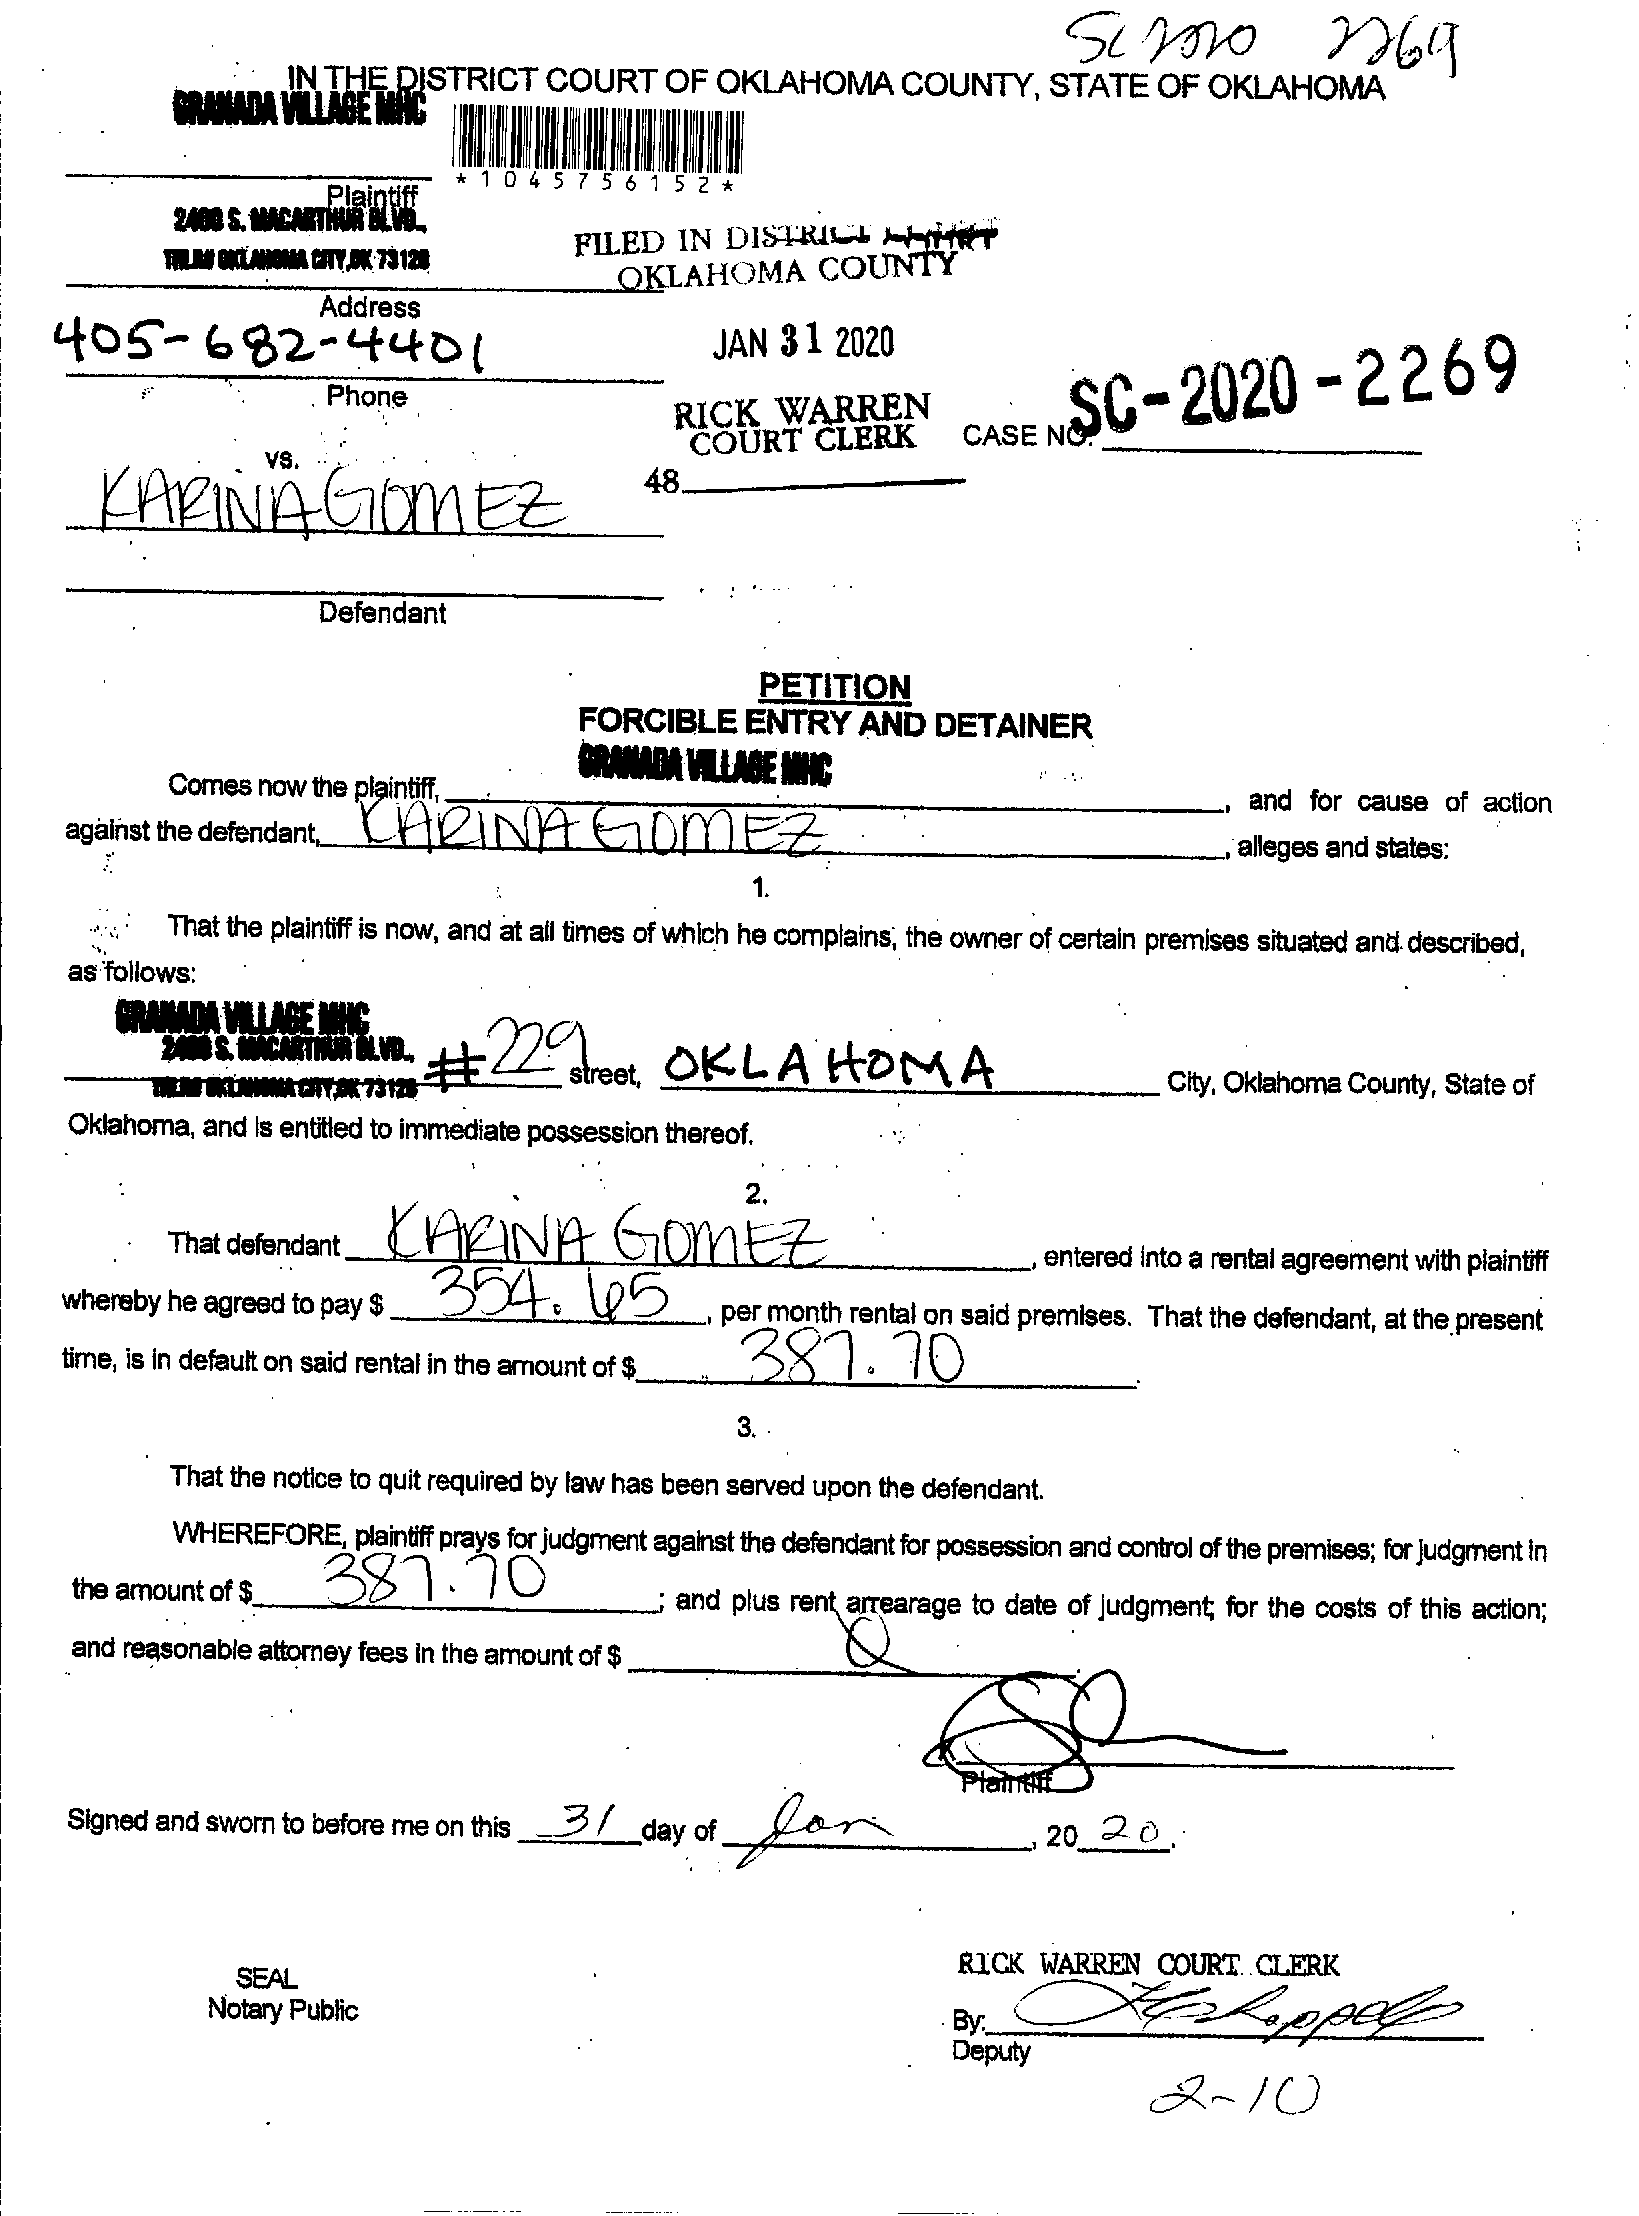 SC 2020 2269
IN THE DISTRICT COURT OF OKLAHOMA COUNTY, STATE OF OKLAHOMA
GRANADA VILLAGE MHC
*1045756152*
Plaintiff
2400 S. MACARTHUR BLVD.,
OKLAHOMA CITY, OK 73128
FILED IN DISTRICT COURT
OKLAHOMA COUNTY
Address
405-682-4401
JAN 31 2020
Phone
RICK WARREN
COURT CLERK
CASE NO. SC-2020-2269
48
vs.
KARINA GOMEZ
Defendant
PETITION
FORCIBLE ENTRY AND DETAINER
GRANADA VILLAGE MHC
Comes now the plaintiff, , and for cause of action
against the defendant, KARINA GOMEZ , alleges and states:
1.
That the plaintiff is now, and at all times of which he complains, the owner of certain premises situated and described,
as follows:
GRANADA VILLAGE MHC
2400 S. MACARTHUR BLVD.,
OKLAHOMA CITY, OK 73128 #229 street, OKLAHOMA City, Oklahoma County, State of
Oklahoma, and is entitled to immediate possession thereof.
2.
That defendant KARINA GOMEZ , entered into a rental agreement with plaintiff
whereby he agreed to pay $ 354.65 , per month rental on said premises. That the defendant, at the present
time, is in default on said rental in the amount of $ 387.70 .
3.
That the notice to quit required by law has been served upon the defendant.
WHEREFORE, plaintiff prays for judgment against the defendant for possession and control of the premises; for judgment in
the amount of $ 387.70 ; and plus rent arrearage to date of judgment; for the costs of this action;
and reasonable attorney fees in the amount of $ 0 .
Plaintiff
Signed and sworn to before me on this 31 day of Jan , 20 20 .
SEAL
Notary Public
RICK WARREN COURT CLERK
By:
Deputy
2-10